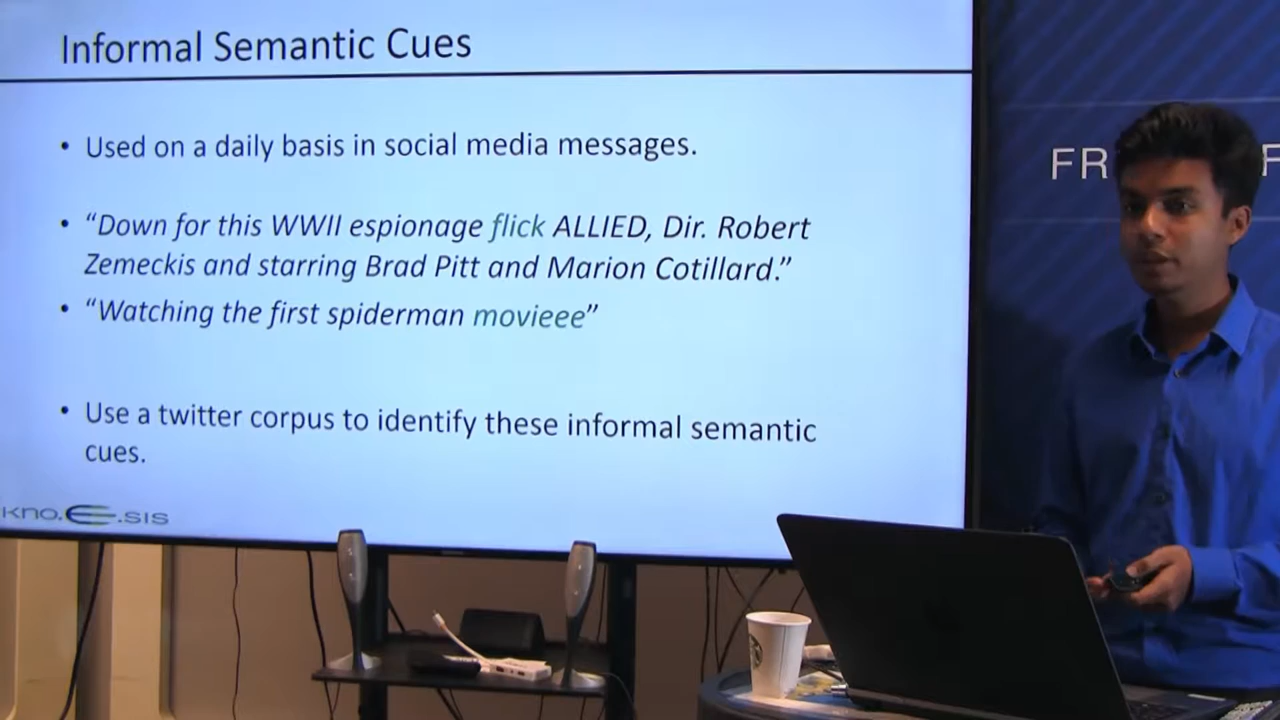 Informal Semantic Cues
• Used on a daily basis in social media messages.
• “Down for this WWII espionage flick ALLIED, Dir. Robert
Zemeckis and starring Brad Pitt and Marion Cotillard.”
• “Watching the first spiderman movieee”
• Use a twitter corpus to identify these informal semantic
cues.
kno.e.sis
FR
F